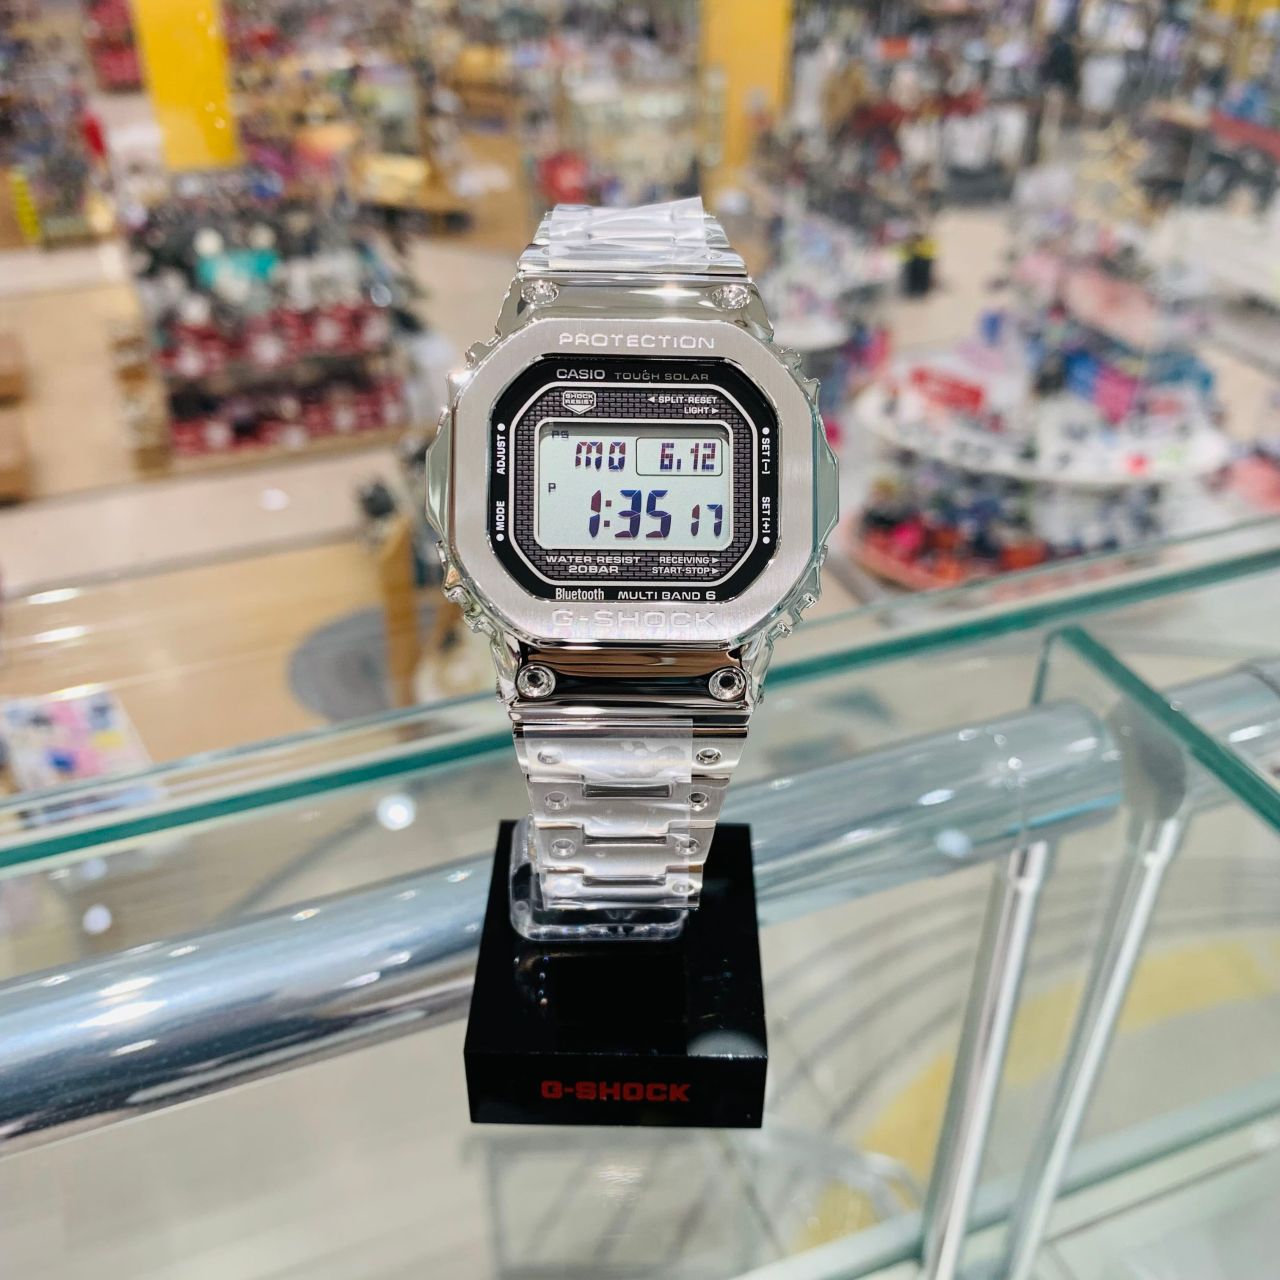 PROTECTION
CASIO TOUGH SOLAR
SHOCK RESIST
◄ SPLIT·RESET
LIGHT ►
ADJUST
SET[—]
PS
MO 6.12
P
1:35 17
MODE
SET[+]
WATER RESIST
20BAR
RECEIVING ►
START·STOP ►
Bluetooth MULTI BAND 6
G-SHOCK
G-SHOCK